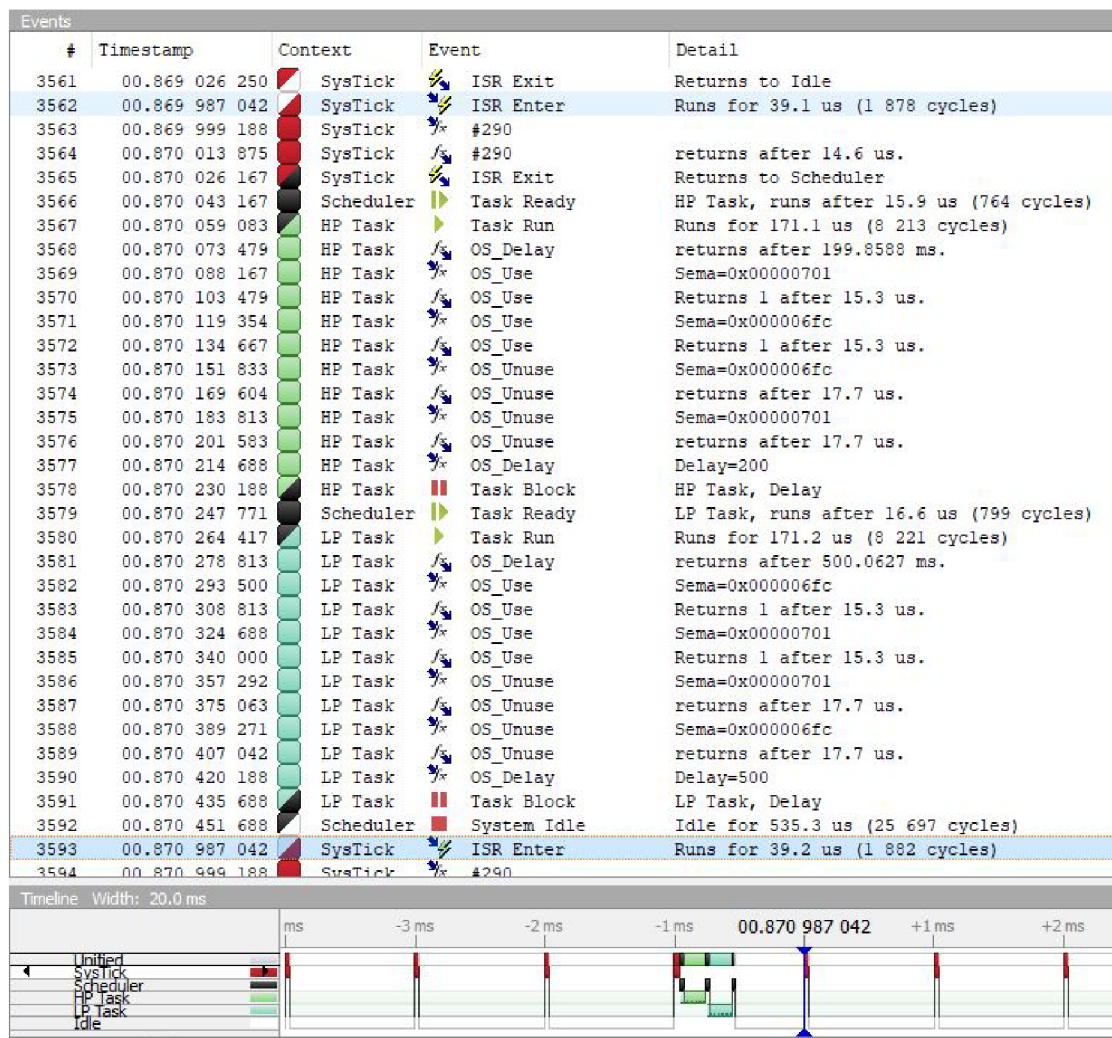 Events
# Timestamp Context Event Detail
3561 00.869 026 250 SysTick ISR Exit Returns to Idle
3562 00.869 987 042 SysTick ISR Enter Runs for 39.1 us (1 878 cycles)
3563 00.869 999 188 SysTick #290
3564 00.870 013 875 SysTick #290 returns after 14.6 us.
3565 00.870 026 167 SysTick ISR Exit Returns to Scheduler
3566 00.870 043 167 Scheduler Task Ready HP Task, runs after 15.9 us (764 cycles)
3567 00.870 059 083 HP Task Task Run Runs for 171.1 us (8 213 cycles)
3568 00.870 073 479 HP Task OS_Delay returns after 199.8588 ms.
3569 00.870 088 167 HP Task OS_Use Sema=0x00000701
3570 00.870 103 479 HP Task OS_Use Returns 1 after 15.3 us.
3571 00.870 119 354 HP Task OS_Use Sema=0x000006fc
3572 00.870 134 667 HP Task OS_Use Returns 1 after 15.3 us.
3573 00.870 151 833 HP Task OS_Unuse Sema=0x000006fc
3574 00.870 169 604 HP Task OS_Unuse returns after 17.7 us.
3575 00.870 183 813 HP Task OS_Unuse Sema=0x00000701
3576 00.870 201 583 HP Task OS_Unuse returns after 17.7 us.
3577 00.870 214 688 HP Task OS_Delay Delay=200
3578 00.870 230 188 HP Task Task Block HP Task, Delay
3579 00.870 247 771 Scheduler Task Ready LP Task, runs after 16.6 us (799 cycles)
3580 00.870 264 417 LP Task Task Run Runs for 171.2 us (8 221 cycles)
3581 00.870 278 813 LP Task OS_Delay returns after 500.0627 ms.
3582 00.870 293 500 LP Task OS_Use Sema=0x000006fc
3583 00.870 308 813 LP Task OS_Use Returns 1 after 15.3 us.
3584 00.870 324 688 LP Task OS_Use Sema=0x00000701
3585 00.870 340 000 LP Task OS_Use Returns 1 after 15.3 us.
3586 00.870 357 292 LP Task OS_Unuse Sema=0x00000701
3587 00.870 375 063 LP Task OS_Unuse returns after 17.7 us.
3588 00.870 389 271 LP Task OS_Unuse Sema=0x000006fc
3589 00.870 407 042 LP Task OS_Unuse returns after 17.7 us.
3590 00.870 420 188 LP Task OS_Delay Delay=500
3591 00.870 435 688 LP Task Task Block LP Task, Delay
3592 00.870 451 688 Scheduler System Idle Idle for 535.3 us (25 697 cycles)
3593 00.870 987 042 SysTick ISR Enter Runs for 39.2 us (1 882 cycles)
3594 00.870 999 188 SysTick #290
Timeline Width: 20.0 ms
ms -3 ms -2 ms -1 ms 00.870 987 042 +1 ms +2 ms
Unified
SysTick
Scheduler
HP Task
LP Task
Idle